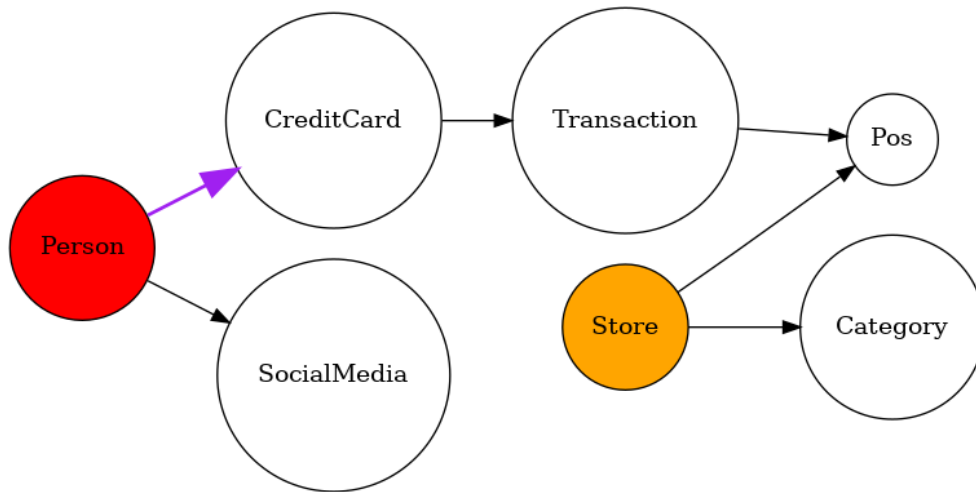 CreditCard
Transaction
Pos
Person
Store
Category
SocialMedia